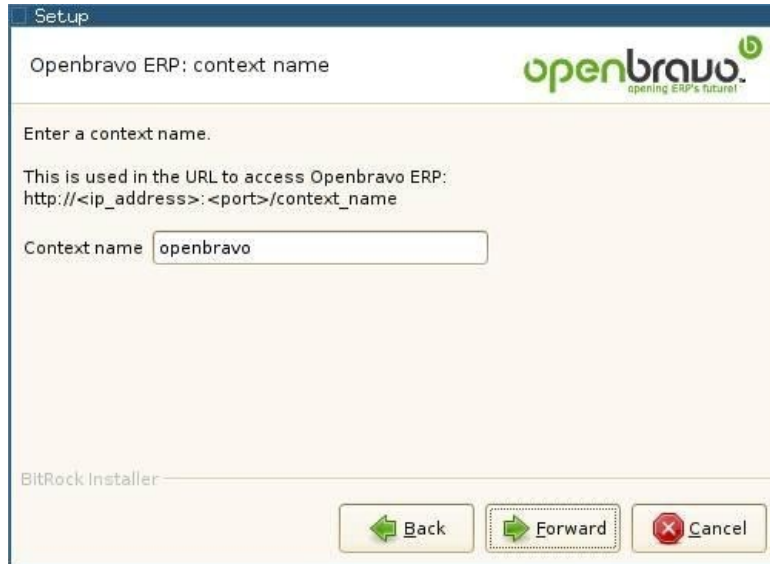 Setup
Openbravo ERP: context name
openbravo.
opening ERP's future!
Enter a context name.
This is used in the URL to access Openbravo ERP:
http://<ip_address>:<port>/context_name
Context name openbravo
BitRock Installer
Back Forward Cancel